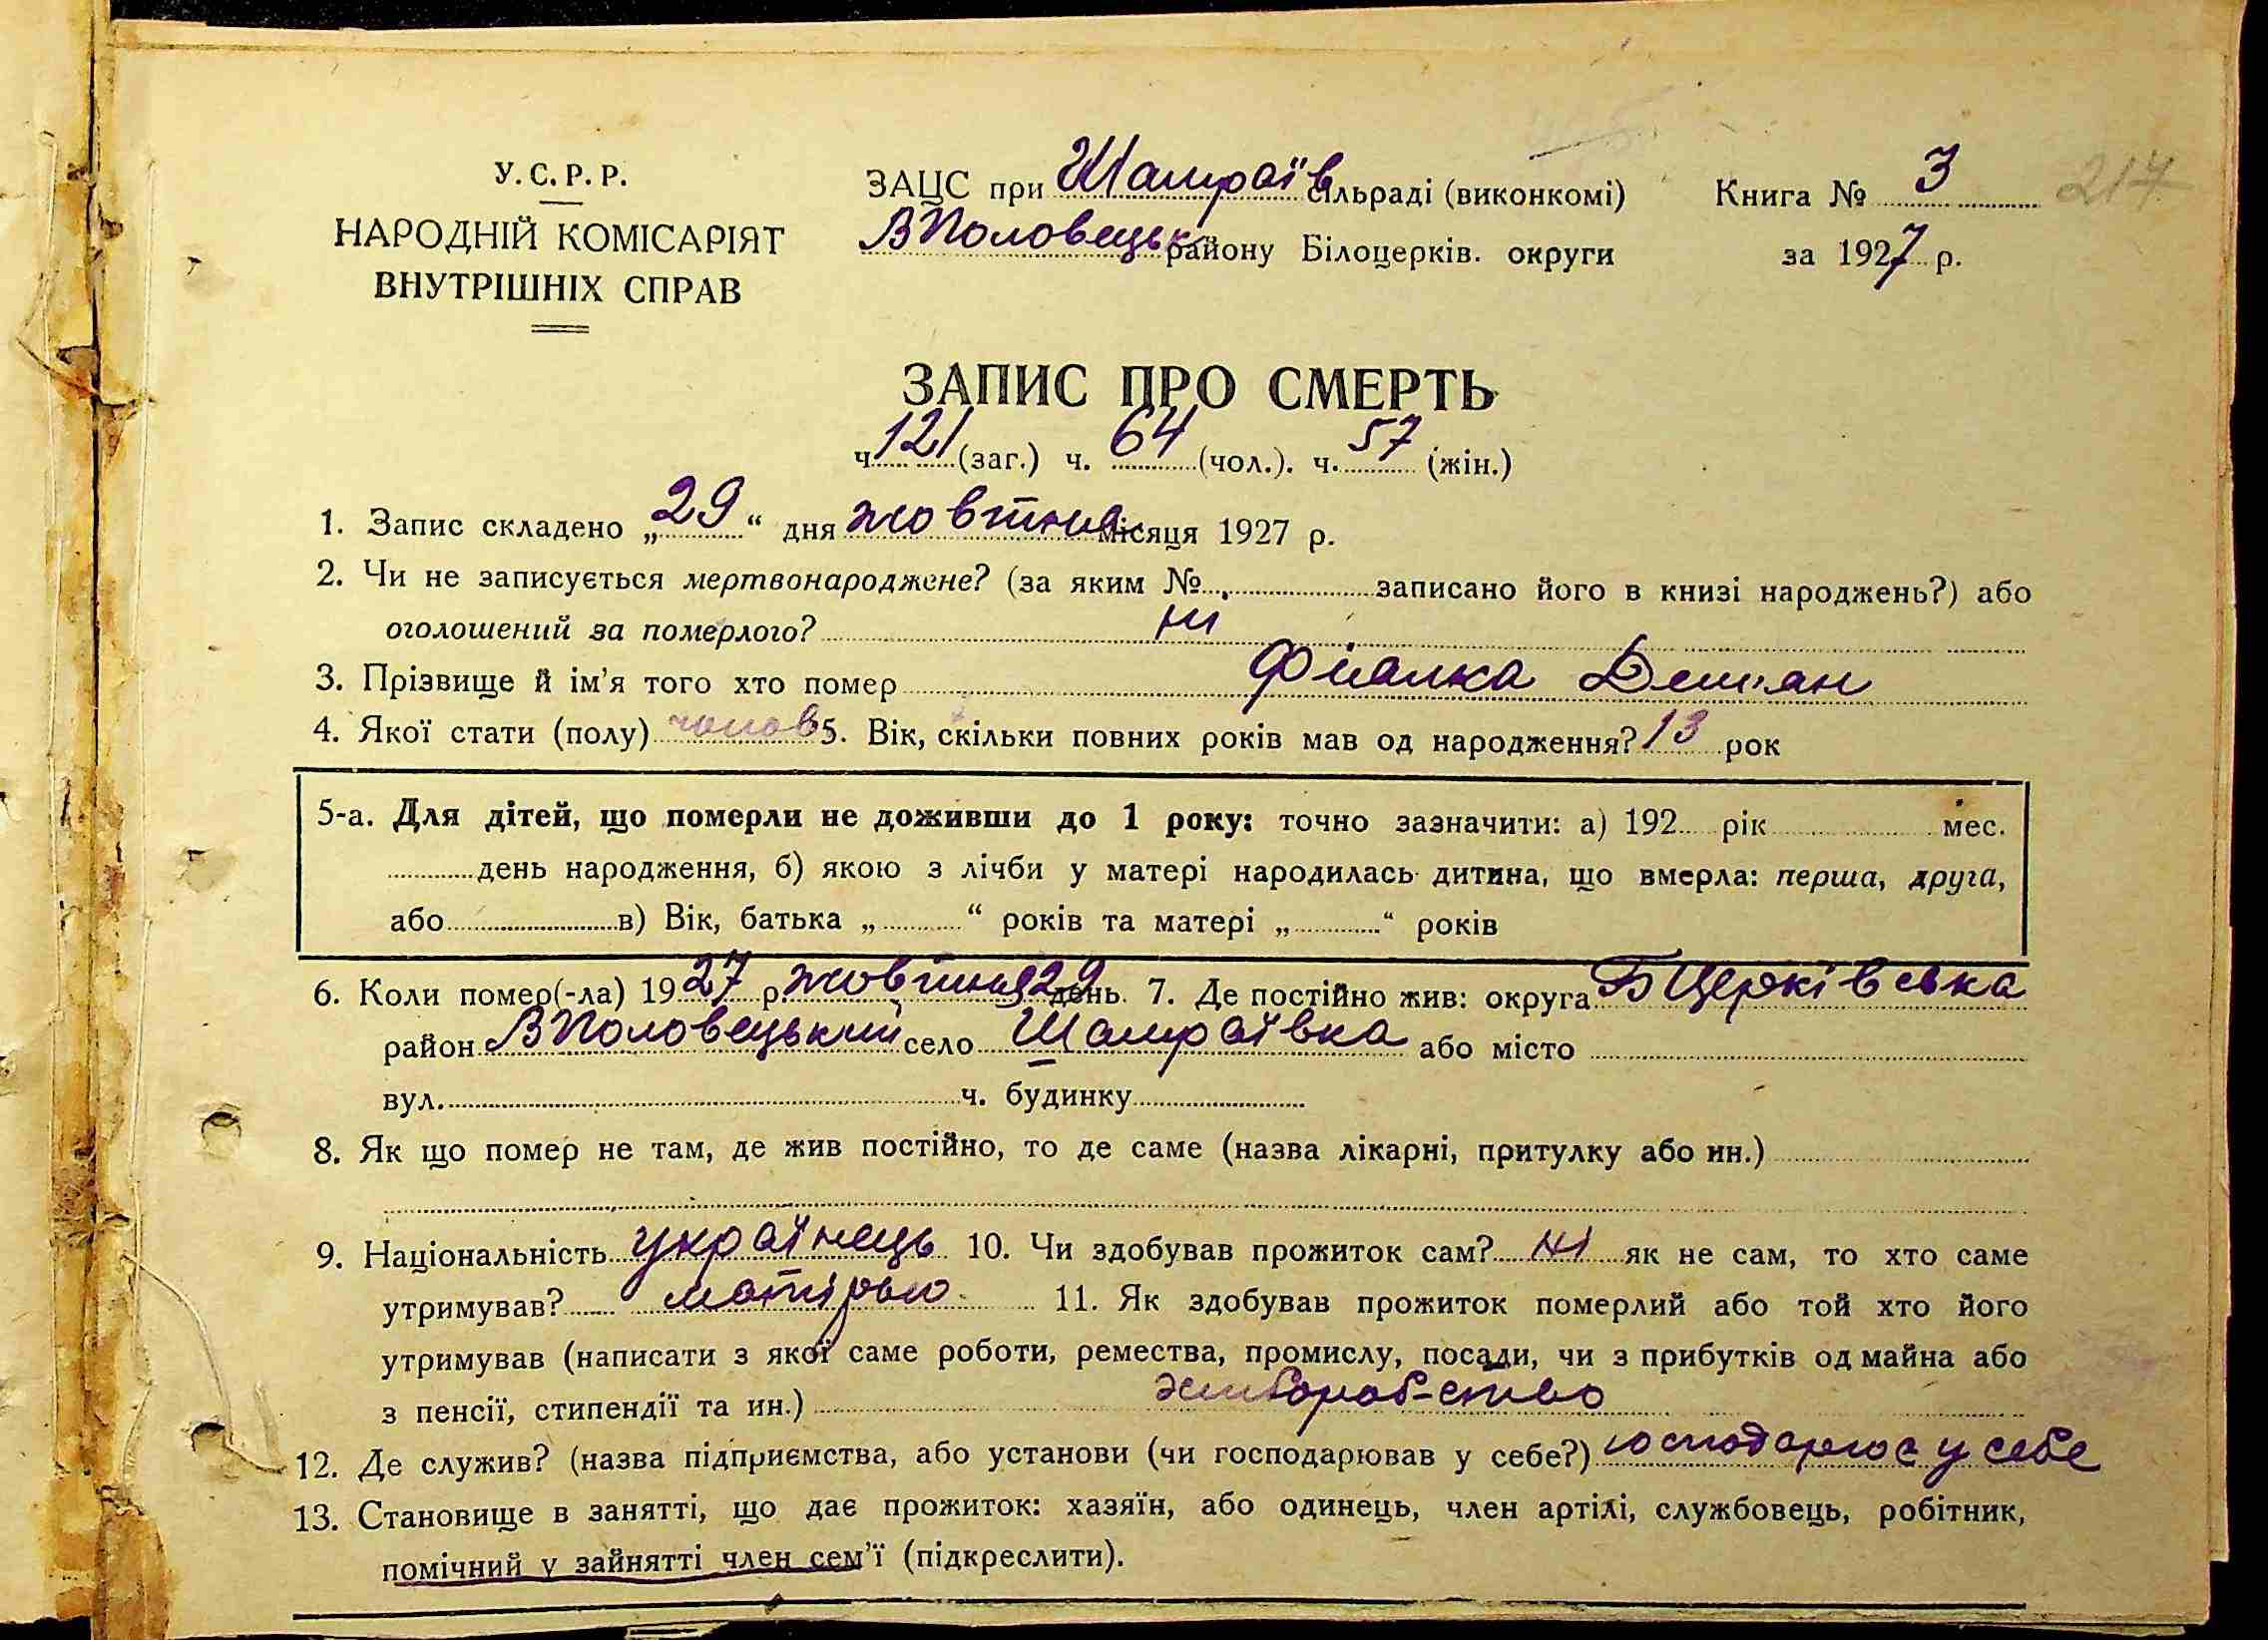 У.С.Р.Р.
НАРОДНІЙ КОМІСАРІЯТ
ВНУТРІШНІХ СПРАВ
ЗАЦС при Шамраїв сільраді (виконкомі)
ВПоловецьк району Білоцерків. округи
Книга № 3
за 1927 р.
217
ЗАПИС ПРО СМЕРТЬ
ч 121 (заг.) ч. 64 (чол.). ч. 57 (жін.)
1. Запис складено „29“ дня жовтня місяця 1927 р.
2. Чи не записується мертвонароджене? (за яким № записано його в книзі народжень?) або
оголошений за померлого? ні
3. Прізвище й ім’я того хто помер Фіалка Демʼян
4. Якої стати (полу) чолов 5. Вік, скільки повних років мав од народження? 13 рок
5-а. Для дітей, що померли не доживши до 1 року: точно зазначити: а) 192 рік мес.
день народження, б) якою з лічби у матері народилась дитина, що вмерла: перша, друга,
або в) Вік, батька „ “ років та матері „ “ років
6. Коли помер(-ла) 1927 р. жовтня 29 день. 7. Де постійно жив: округа БЦерківська
район ВПоловецький село Шамраївка або місто
вул. ч. будинку
8. Як що помер не там, де жив постійно, то де саме (назва лікарні, притулку або ин.)
9. Національність українець 10. Чи здобував прожиток сам? ні як не сам, то хто саме
утримував? матірью 11. Як здобував прожиток померлий або той хто його
утримував (написати з якої саме роботи, ремества, промислу, посади, чи з прибутків од майна або
з пенсії, стипендії та ин.) хлібороб-ство
12. Де служив? (назва підприємства, або установи (чи господарював у себе?) господарює у себе
13. Становище в занятті, що дає прожиток: хазяїн, або одинець, член артілі, службовець, робітник,
помічний у зайнятті член сем’ї (підкреслити).